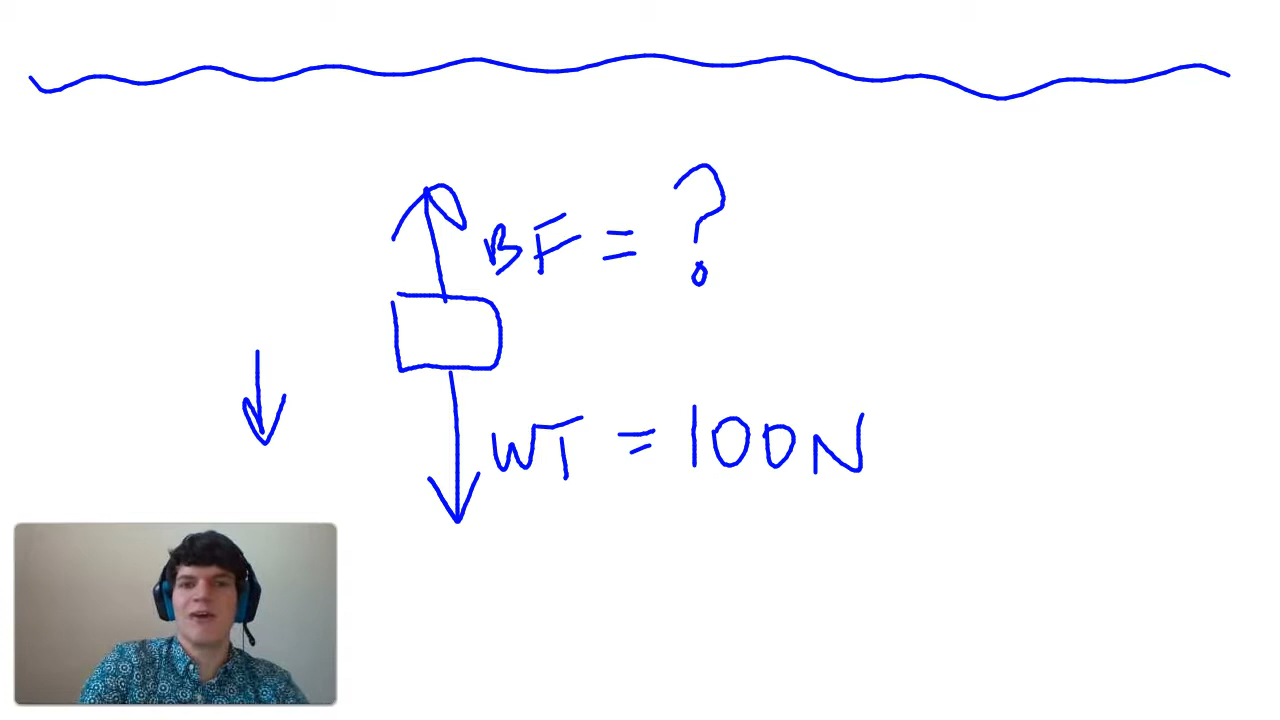 BF = ?
WT = 100N